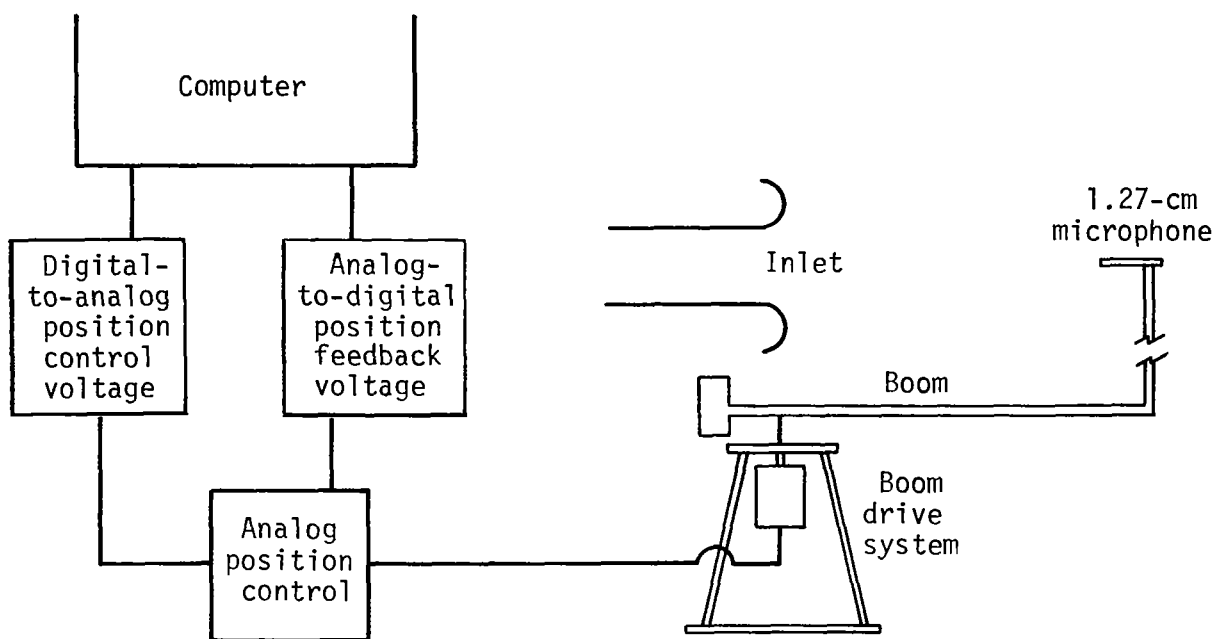 Computer
Digital-
to-analog
position
control
voltage
Analog-
to-digital
position
feedback
voltage
Analog
position
control
Inlet
1.27-cm
microphone
Boom
Boom
drive
system